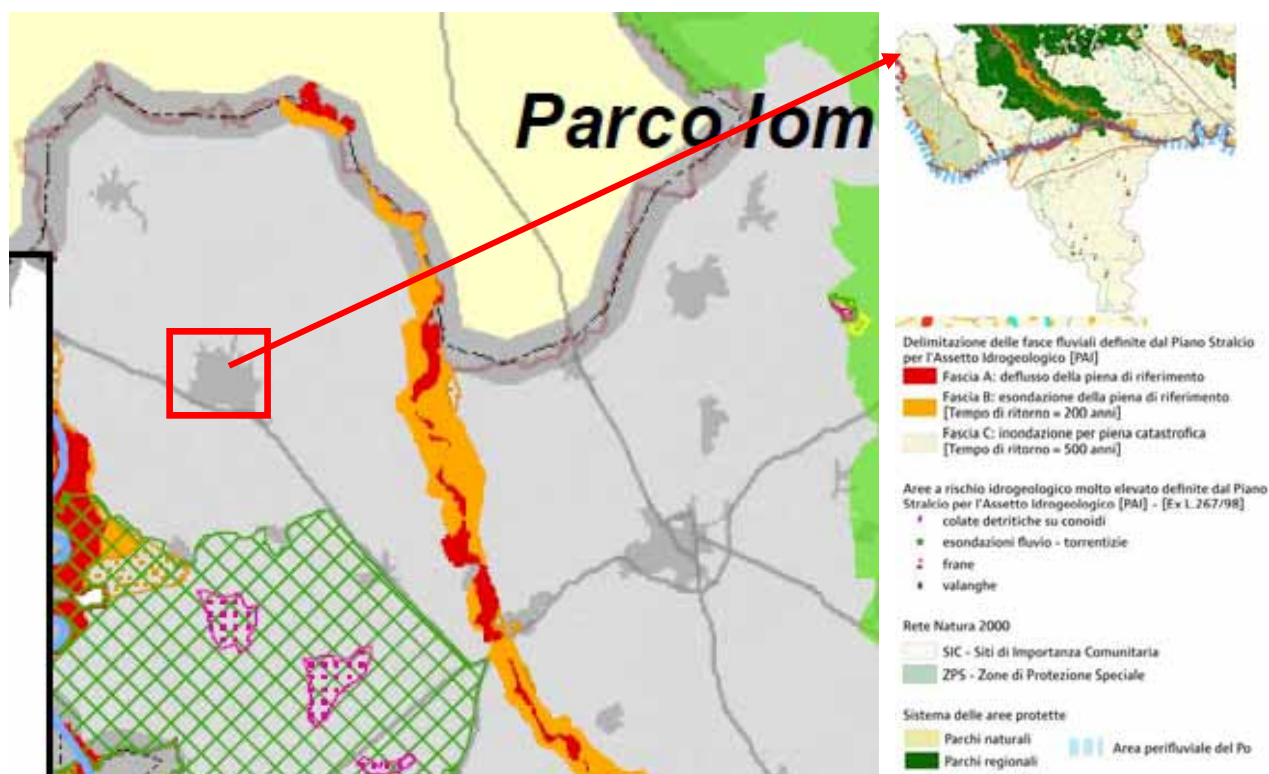 Parco lom
Delimitazione delle fasce fluviali definite dal Piano Stralcio
per l'Assetto Idrogeologico [PAI]
Fascia A: deflusso della piena di riferimento
Fascia B: esondazione della piena di riferimento
[Tempo di ritorno = 200 anni]
Fascia C: inondazione per piena catastrofica
[Tempo di ritorno = 500 anni]
Aree a rischio idrogeologico molto elevato definite dal Piano
Stralcio per l'Assetto Idrogeologico [PAI] - [Ex L.267/98]
colate detritiche su conoidi
esondazioni fluvio - torrentizie
frane
valanghe
Rete Natura 2000
SIC - Siti di Importanza Comunitaria
ZPS - Zone di Protezione Speciale
Sistema delle aree protette
Parchi naturali
Parchi regionali
Area perifluviale del Po